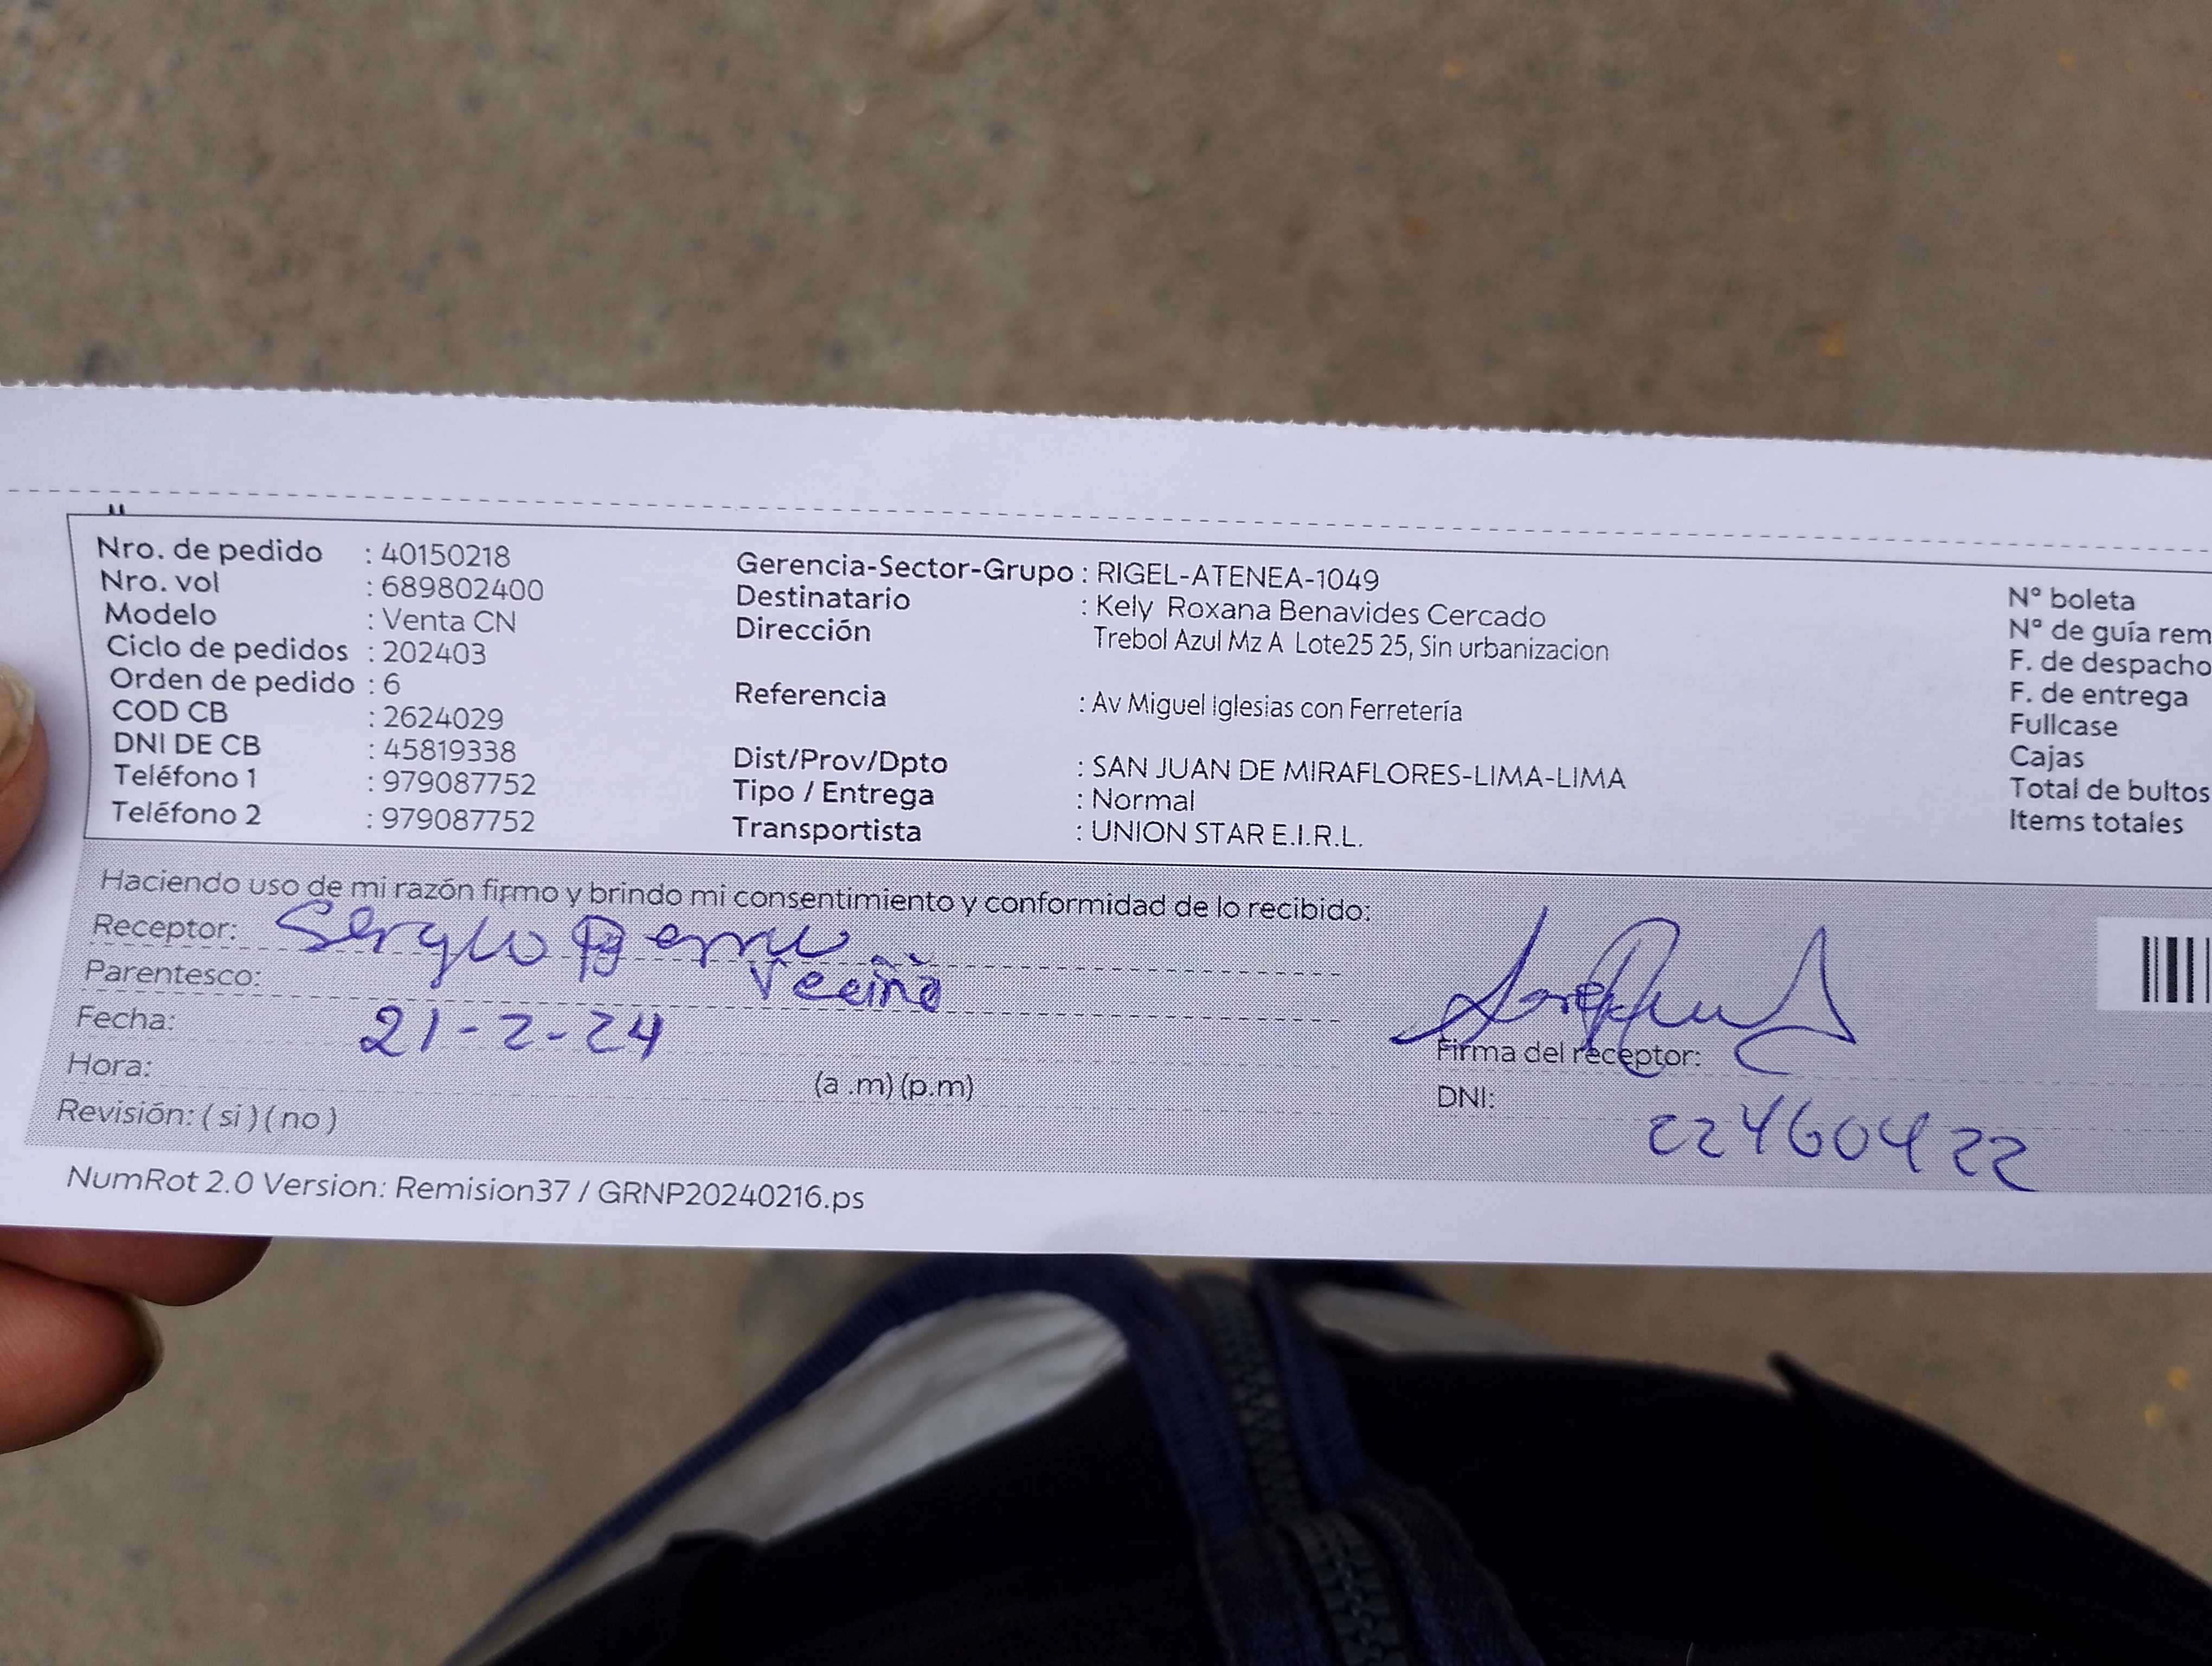 Nro. de pedido : 40150218
Nro. vol : 689802400
Modelo : Venta CN
Ciclo de pedidos : 202403
Orden de pedido : 6
COD CB : 2624029
DNI DE CB : 45819338
Teléfono 1 : 979087752
Teléfono 2 : 979087752
Gerencia-Sector-Grupo : RIGEL-ATENEA-1049
Destinatario : Kely Roxana Benavides Cercado
Dirección Trebol Azul Mz A Lote25 25, Sin urbanizacion
Referencia : Av Miguel Iglesias con Ferretería
Dist/Prov/Dpto : SAN JUAN DE MIRAFLORES-LIMA-LIMA
Tipo / Entrega : Normal
Transportista : UNION STAR E.I.R.L.
N° boleta
N° de guía rem
F. de despacho
F. de entrega
Fullcase
Cajas
Total de bultos
Items totales
Haciendo uso de mi razón firmo y brindo mi consentimiento y conformidad de lo recibido:
Receptor: Sergio
Parentesco:
Fecha: 21-2-24
Hora: (a .m) (p.m)
Revisión: ( si ) ( no )
Firma del receptor:
DNI: 22460422
NumRot 2.0 Version: Remision37 / GRNP20240216.ps